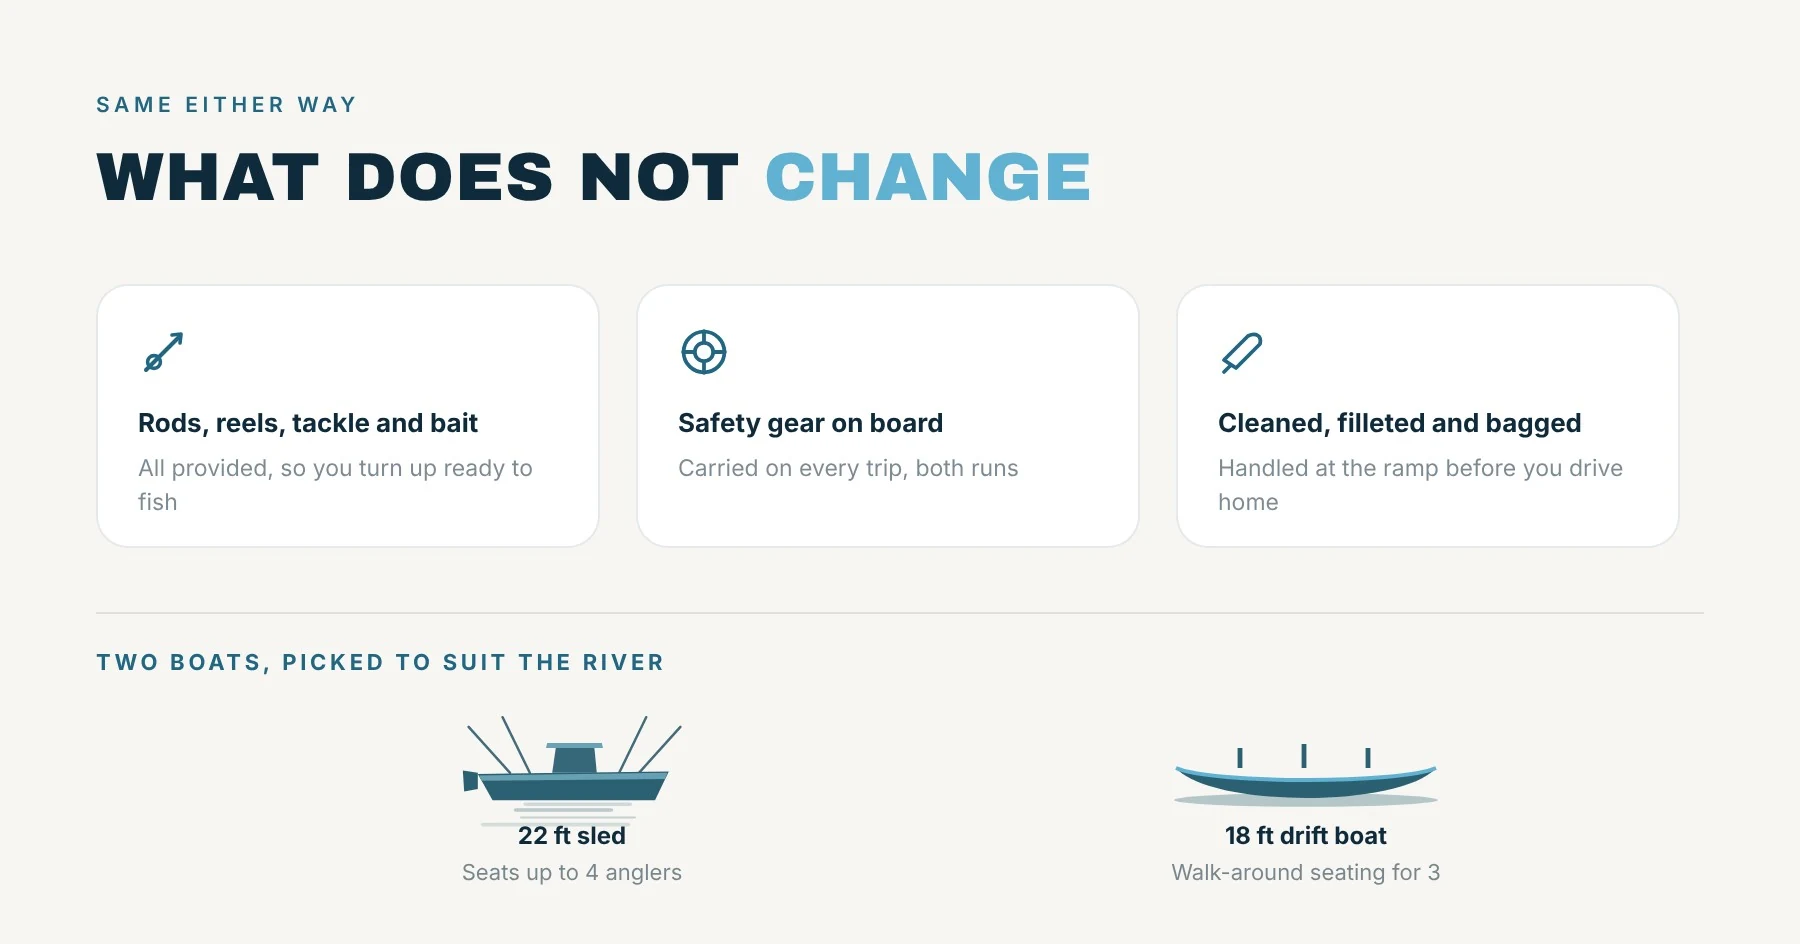 SAME EITHER WAY
WHAT DOES NOT CHANGE
Rods, reels, tackle and bait
All provided, so you turn up ready to
fish
Safety gear on board
Carried on every trip, both runs
Cleaned, filleted and bagged
Handled at the ramp before you drive
home
TWO BOATS, PICKED TO SUIT THE RIVER
22 ft sled
Seats up to 4 anglers
18 ft drift boat
Walk-around seating for 3